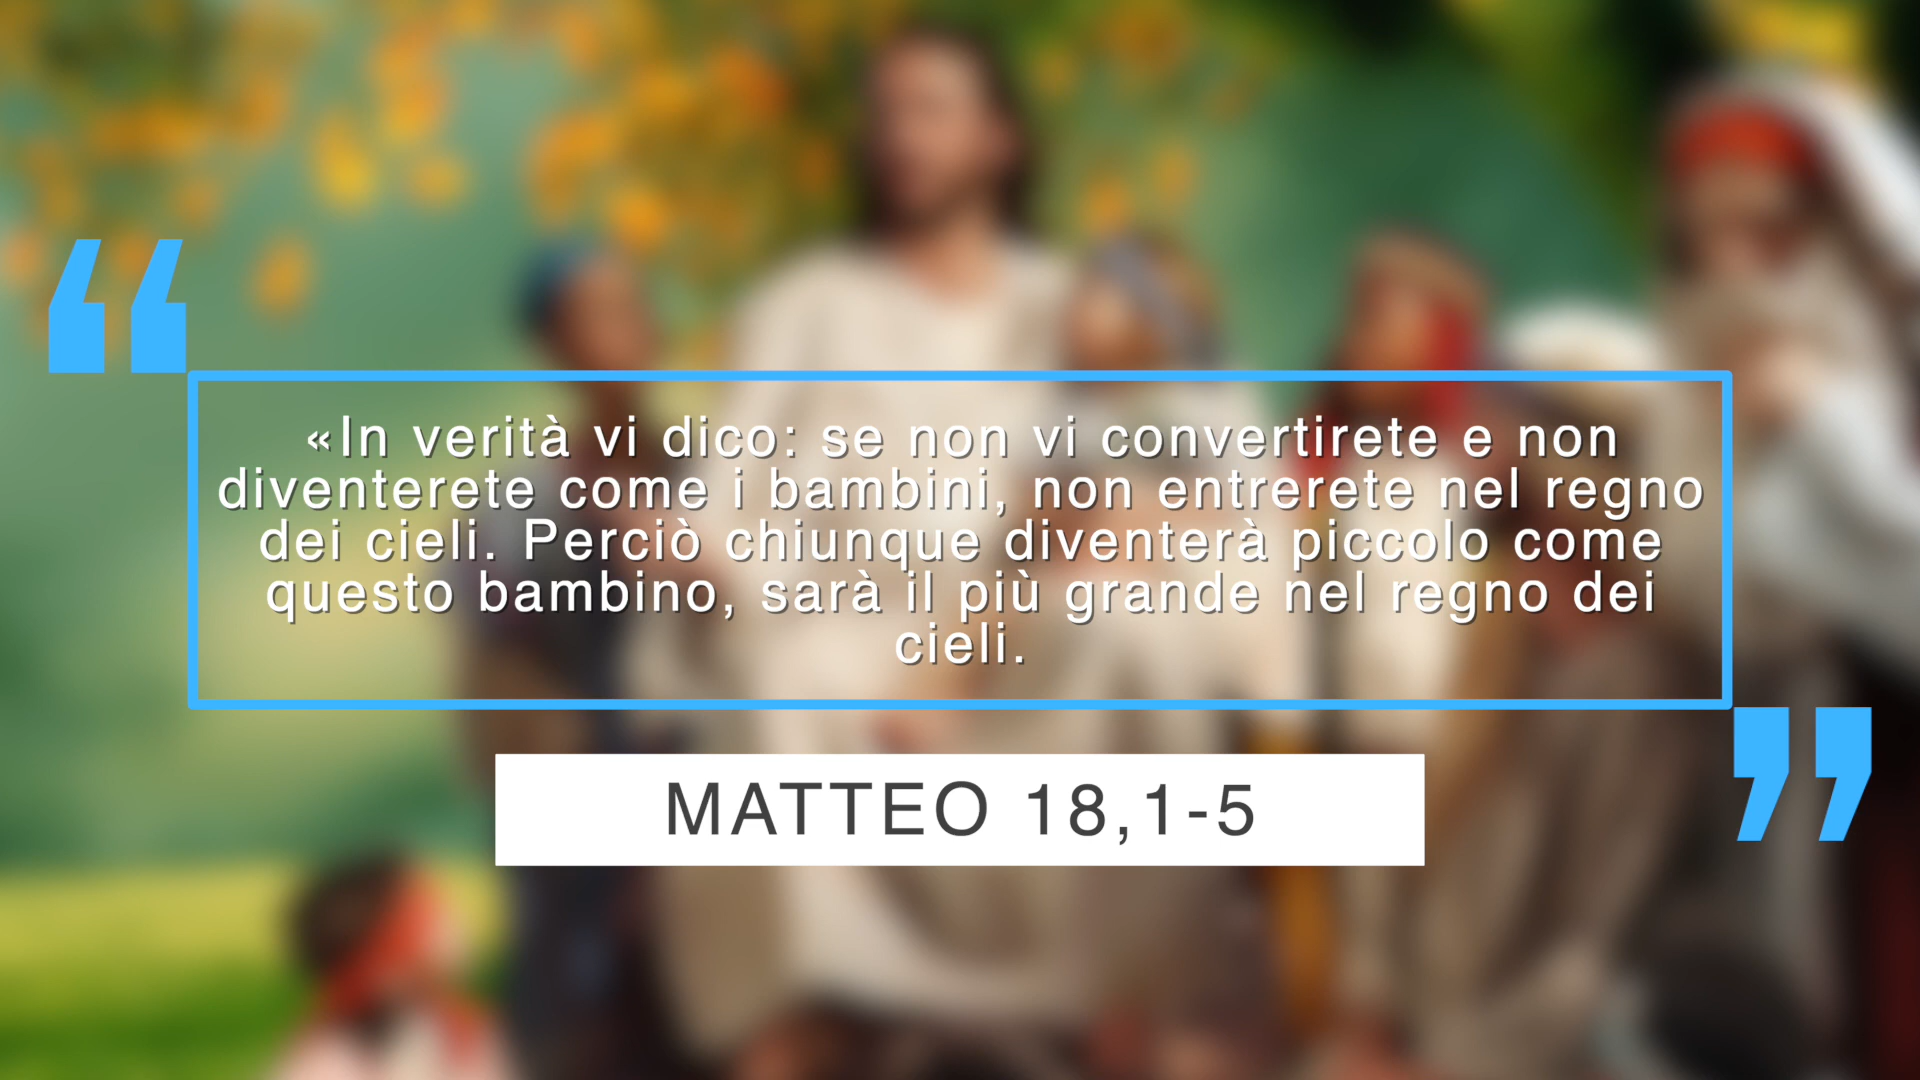 «In verità vi dico: se non vi convertirete e non
diventerete come i bambini, non entrerete nel regno
dei cieli. Perciò chiunque diventerà piccolo come
questo bambino, sarà il più grande nel regno dei
cieli.
MATTEO 18,1-5